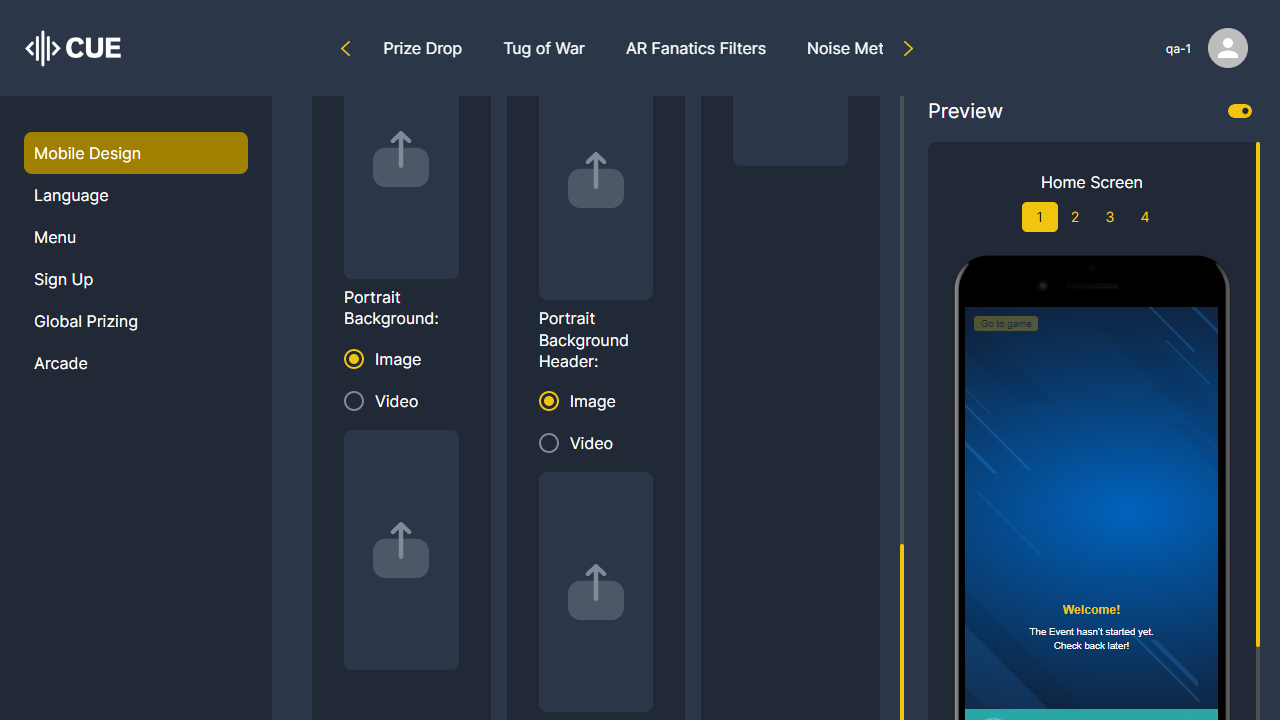 CUE
Prize Drop
Tug of War
AR Fanatics Filters
Noise Met
qa-1
Mobile Design
Language
Menu
Sign Up
Global Prizing
Arcade
Portrait
Background:
Image
Video
Portrait
Background
Header:
Image
Video
Preview
Home Screen
1 2 3 4
Go to game
Welcome!
The Event hasn't started yet.
Check back later!